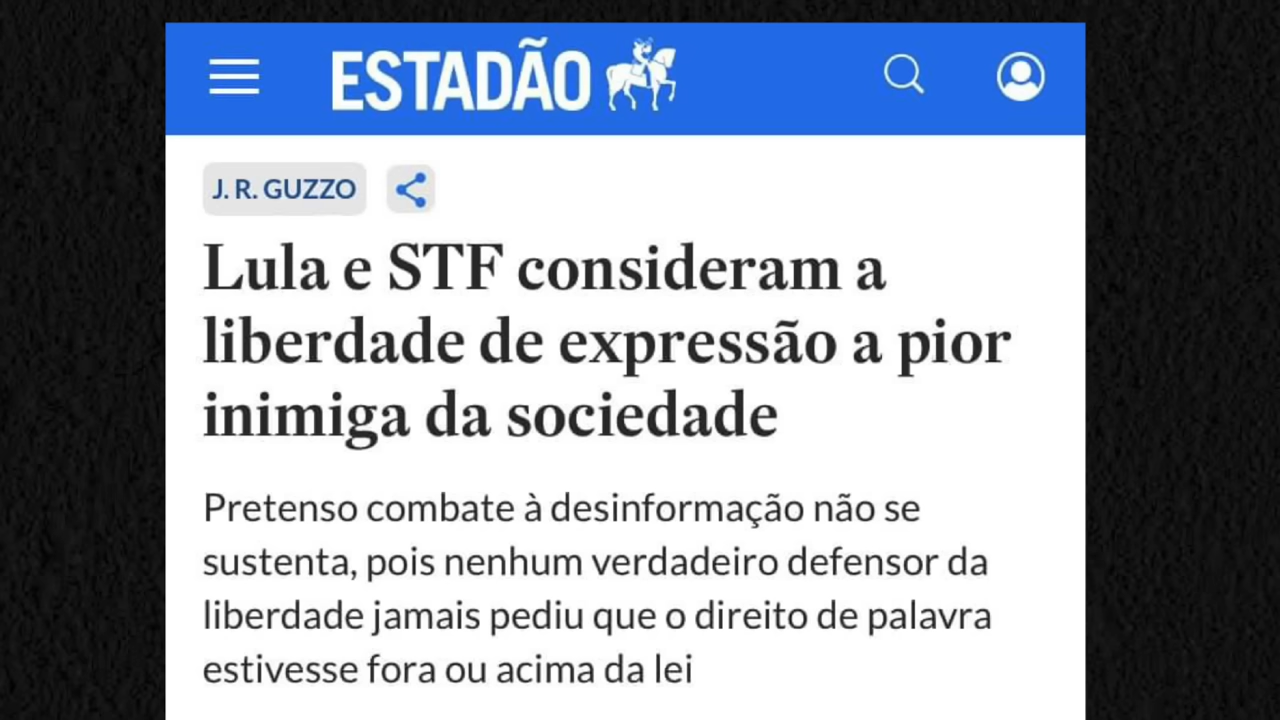 ESTADÃO
J. R. GUZZO
Lula e STF consideram a
liberdade de expressão a pior
inimiga da sociedade
Pretenso combate à desinformação não se
sustenta, pois nenhum verdadeiro defensor da
liberdade jamais pediu que o direito de palavra
estivesse fora ou acima da lei